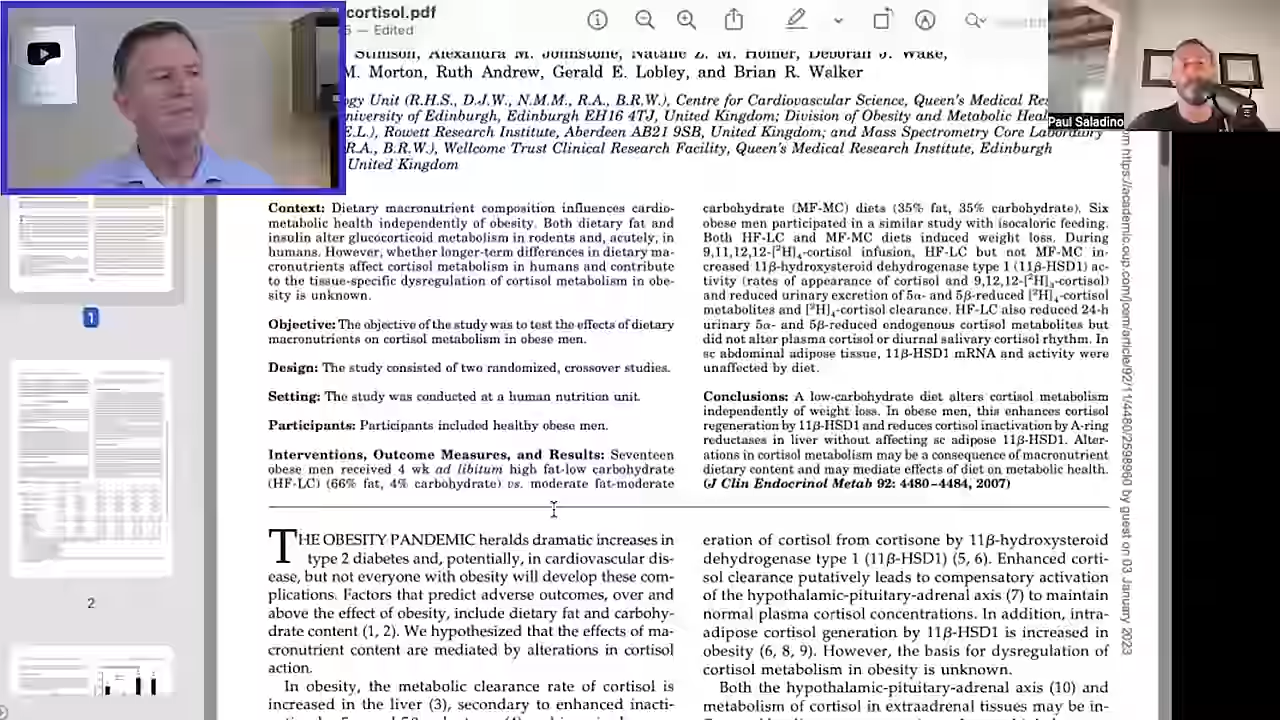 cortisol.pdf
— Edited
Stimson, Alexandra M. Johnstone, Natalie Z. M. Homer, Deborah J. Wake,
M. Morton, Ruth Andrew, Gerald E. Lobley, and Brian R. Walker
ogy Unit (R.H.S., D.J.W., N.M.M., R.A., B.R.W.), Centre for Cardiovascular Science, Queen's Medical Res
niversity of Edinburgh, Edinburgh EH16 4TJ, United Kingdom; Division of Obesity and Metabolic Heal
E.L.), Rowett Research Institute, Aberdeen AB21 9SB, United Kingdom; and Mass Spectrometry Core Laboratory
R.A., B.R.W.), Wellcome Trust Clinical Research Facility, Queen's Medical Research Institute, Edinburgh
United Kingdom
Paul Saladino
Context: Dietary macronutrient composition influences cardio-
metabolic health independently of obesity. Both dietary fat and
insulin alter glucocorticoid metabolism in rodents and, acutely, in
humans. However, whether longer-term differences in dietary ma-
cronutrients affect cortisol metabolism in humans and contribute
to the tissue-specific dysregulation of cortisol metabolism in obe-
sity is unknown.
Objective: The objective of the study was to test the effects of dietary
macronutrients on cortisol metabolism in obese men.
Design: The study consisted of two randomized, crossover studies.
Setting: The study was conducted at a human nutrition unit.
Participants: Participants included healthy obese men.
Interventions, Outcome Measures, and Results: Seventeen
obese men received 4 wk ad libitum high fat-low carbohydrate
(HF-LC) (66% fat, 4% carbohydrate) vs. moderate fat-moderate
carbohydrate (MF-MC) diets (35% fat, 35% carbohydrate). Six
obese men participated in a similar study with isocaloric feeding.
Both HF-LC and MF-MC diets induced weight loss. During
9,11,12,12-[²H]₄-cortisol infusion, HF-LC but not MF-MC in-
creased 11β-hydroxysteroid dehydrogenase type 1 (11β-HSD1) ac-
tivity (rates of appearance of cortisol and 9,12,12-[²H]₃-cortisol)
and reduced urinary excretion of 5α- and 5β-reduced [²H]₄-cortisol
metabolites and [²H]₄-cortisol clearance. HF-LC also reduced 24-h
urinary 5α- and 5β-reduced endogenous cortisol metabolites but
did not alter plasma cortisol or diurnal salivary cortisol rhythm. In
sc abdominal adipose tissue, 11β-HSD1 mRNA and activity were
unaffected by diet.
Conclusions: A low-carbohydrate diet alters cortisol metabolism
independently of weight loss. In obese men, this enhances cortisol
regeneration by 11β-HSD1 and reduces cortisol inactivation by A-ring
reductases in liver without affecting sc adipose 11β-HSD1. Alter-
ations in cortisol metabolism may be a consequence of macronutrient
dietary content and may mediate effects of diet on metabolic health.
(J Clin Endocrinol Metab 92: 4480–4484, 2007)
THE OBESITY PANDEMIC heralds dramatic increases in
type 2 diabetes and, potentially, in cardiovascular dis-
ease, but not everyone with obesity will develop these com-
plications. Factors that predict adverse outcomes, over and
above the effect of obesity, include dietary fat and carbohy-
drate content (1, 2). We hypothesized that the effects of ma-
cronutrient content are mediated by alterations in cortisol
action.
In obesity, the metabolic clearance rate of cortisol is
increased in the liver (3), secondary to enhanced inacti-
eration of cortisol from cortisone by 11β-hydroxysteroid
dehydrogenase type 1 (11β-HSD1) (5, 6). Enhanced corti-
sol clearance putatively leads to compensatory activation
of the hypothalamic-pituitary-adrenal axis (7) to maintain
normal plasma cortisol concentrations. In addition, intra-
adipose cortisol generation by 11β-HSD1 is increased in
obesity (6, 8, 9). However, the basis for dysregulation of
cortisol metabolism in obesity is unknown.
Both the hypothalamic-pituitary-adrenal axis (10) and
metabolism of cortisol in extraadrenal tissues may be in-
from https://academic.oup.com/jcem/article/92/11/4480/2598960 by guest on 03 January 2023
1
2